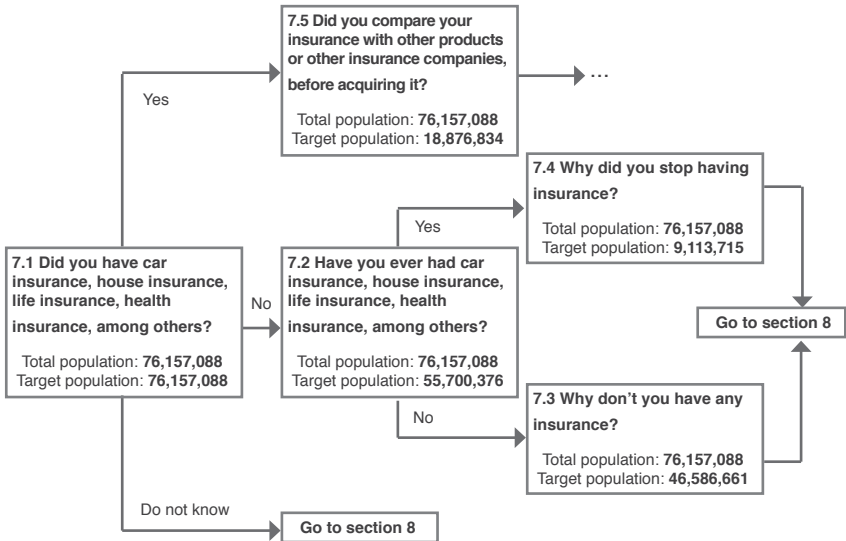 7.5 Did you compare your
insurance with other products
or other insurance companies,
before acquiring it?
Total population: 76,157,088
Target population: 18,876,834
...
Yes
7.4 Why did you stop having
insurance?
Total population: 76,157,088
Target population: 9,113,715
Yes
7.1 Did you have car
insurance, house insurance,
life insurance, health
insurance, among others?
Total population: 76,157,088
Target population: 76,157,088
No
7.2 Have you ever had car
insurance, house insurance,
life insurance, health
insurance, among others?
Total population: 76,157,088
Target population: 55,700,376
Go to section 8
No
7.3 Why don't you have any
insurance?
Total population: 76,157,088
Target population: 46,586,661
Do not know
Go to section 8